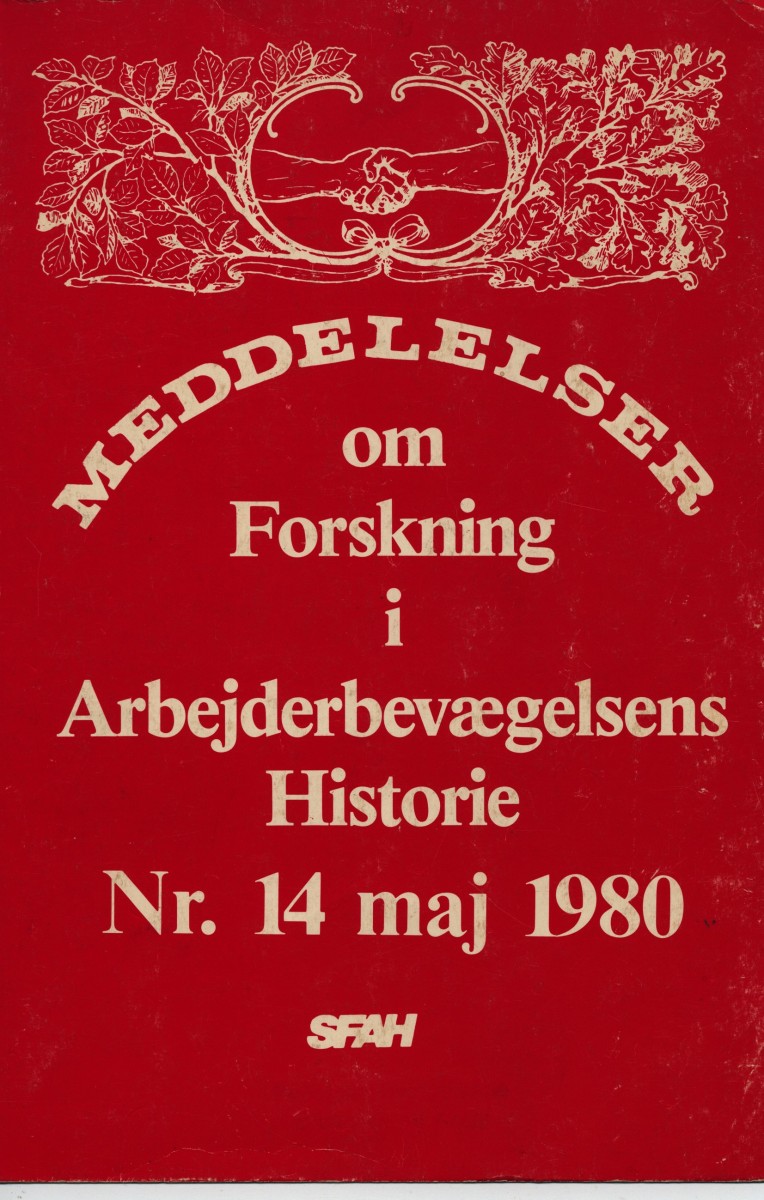 MEDDELELSER
om
Forskning
i
Arbejderbevægelsens
Historie
Nr. 14 maj 1980
SFAH